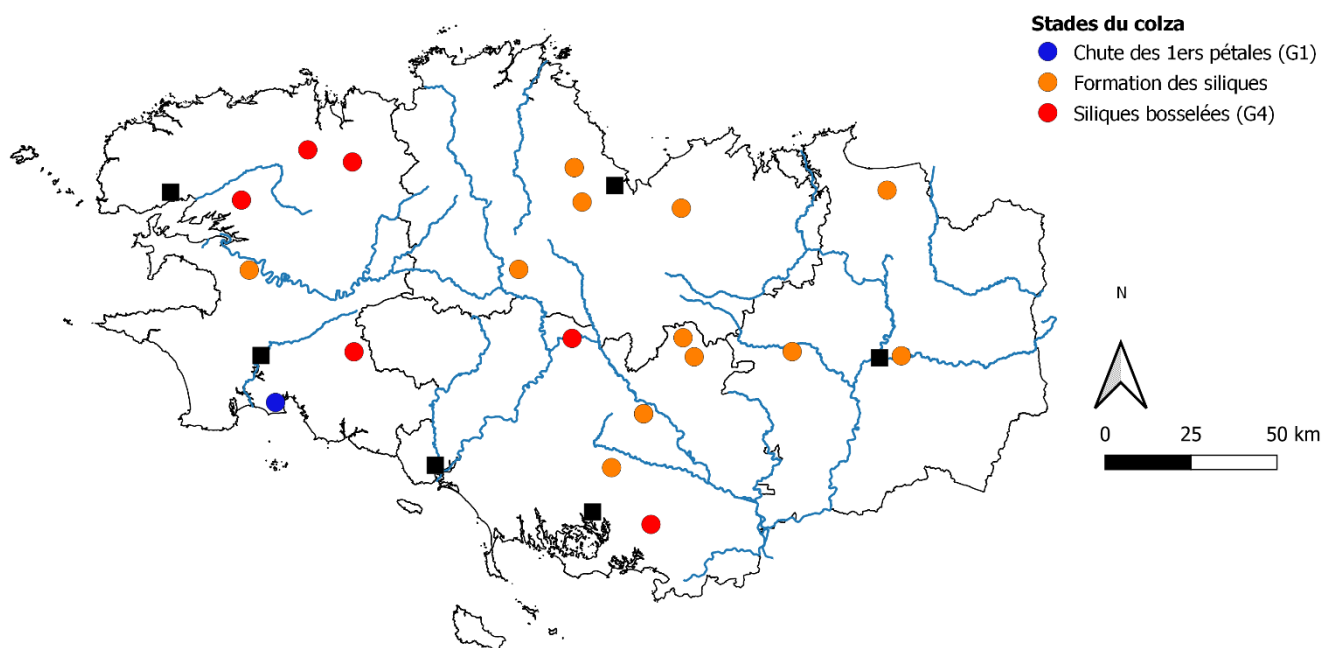 Stades du colza
Chute des 1ers pétales (G1)
Formation des siliques
Siliques bosselées (G4)
N
0 25 50 km